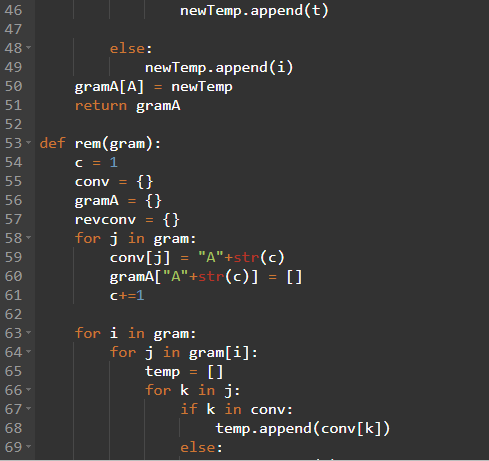 46                newTemp.append(t)
47
48        else:
49            newTemp.append(i)
50    gramA[A] = newTemp
51    return gramA
52
53 def rem(gram):
54    c = 1
55    conv = {}
56    gramA = {}
57    revconv = {}
58    for j in gram:
59        conv[j] = "A"+str(c)
60        gramA["A"+str(c)] = []
61        c+=1
62
63    for i in gram:
64        for j in gram[i]:
65            temp = []
66            for k in j:
67                if k in conv:
68                    temp.append(conv[k])
69                else: